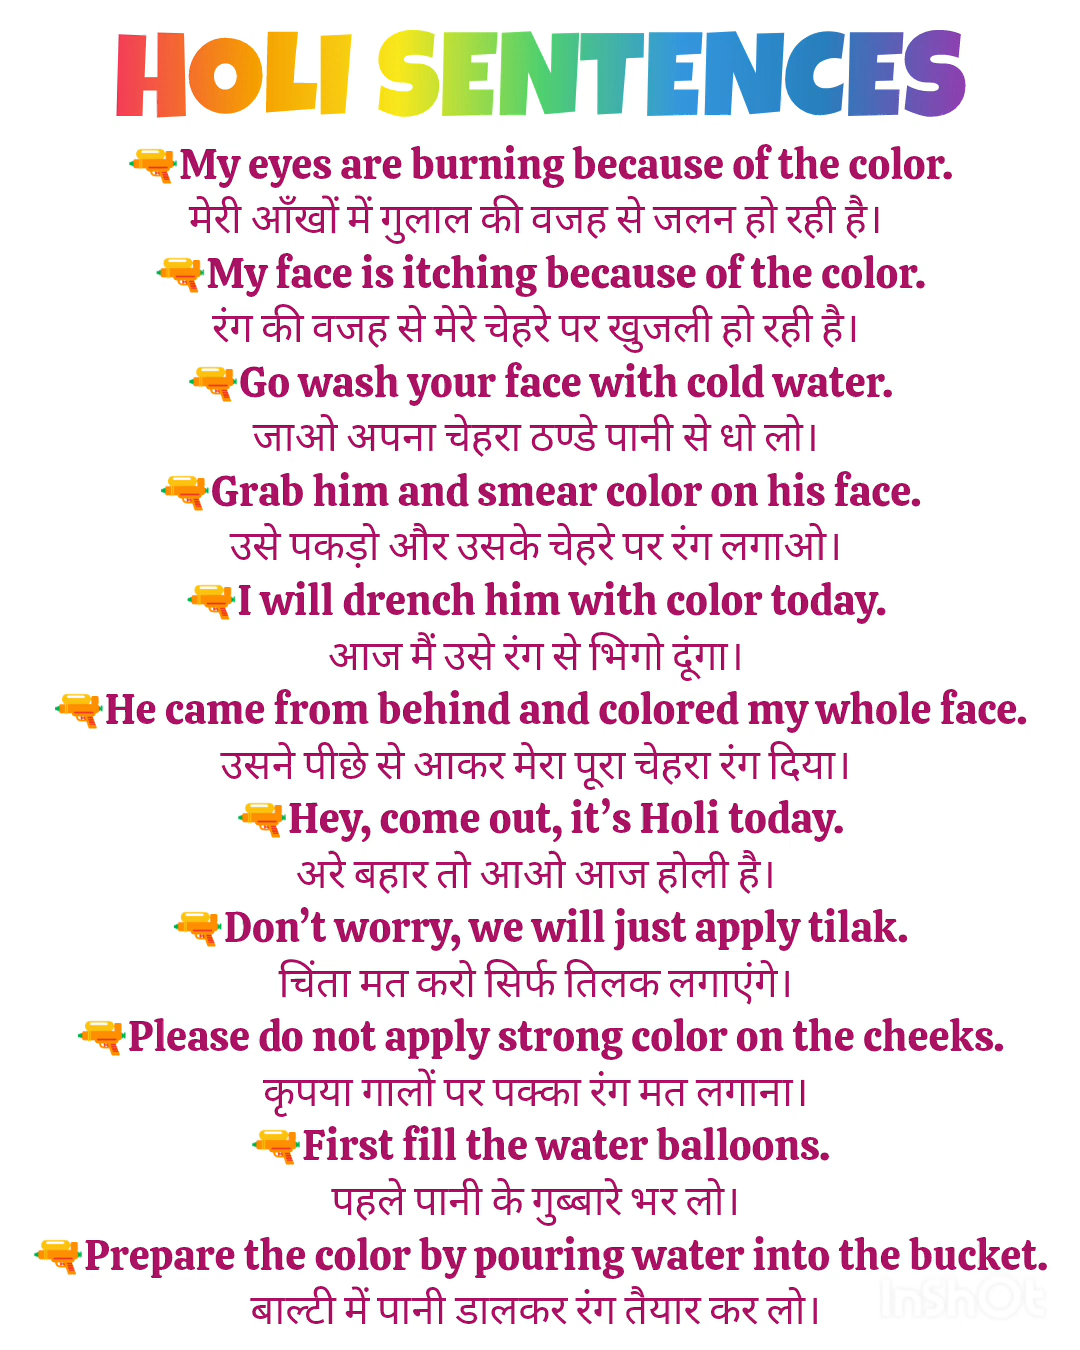 HOLI SENTENCES
My eyes are burning because of the color.
मेरी आँखों में गुलाल की वजह से जलन हो रही है।
My face is itching because of the color.
रंग की वजह से मेरे चेहरे पर खुजली हो रही है।
Go wash your face with cold water.
जाओ अपना चेहरा ठण्डे पानी से धो लो।
Grab him and smear color on his face.
उसे पकड़ो और उसके चेहरे पर रंग लगाओ।
I will drench him with color today.
आज मैं उसे रंग से भिगो दूंगा।
He came from behind and colored my whole face.
उसने पीछे से आकर मेरा पूरा चेहरा रंग दिया।
Hey, come out, it’s Holi today.
अरे बहार तो आओ आज होली है।
Don’t worry, we will just apply tilak.
चिंता मत करो सिर्फ तिलक लगाएंगे।
Please do not apply strong color on the cheeks.
कृपया गालों पर पक्का रंग मत लगाना।
First fill the water balloons.
पहले पानी के गुब्बारे भर लो।
Prepare the color by pouring water into the bucket.
बाल्टी में पानी डालकर रंग तैयार कर लो।
InShOt